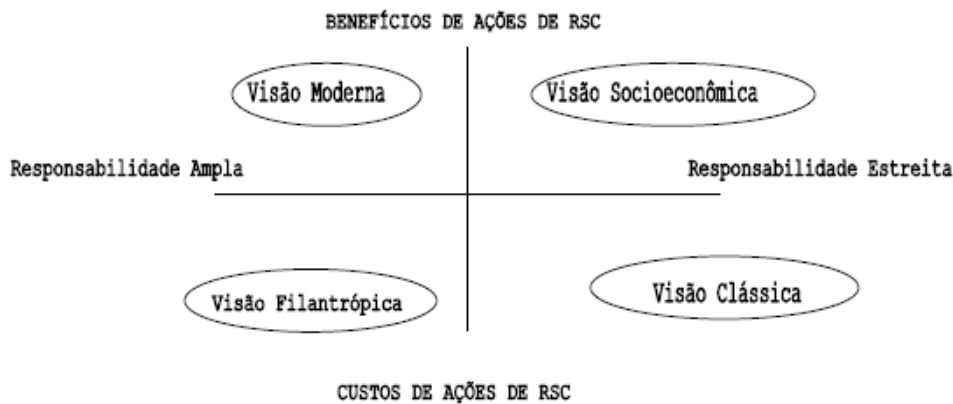 BENEFÍCIOS DE AÇÕES DE RSC
Visão Moderna
Visão Socioeconômica
Responsabilidade Ampla
Responsabilidade Estreita
Visão Filantrópica
Visão Clássica
CUSTOS DE AÇÕES DE RSC